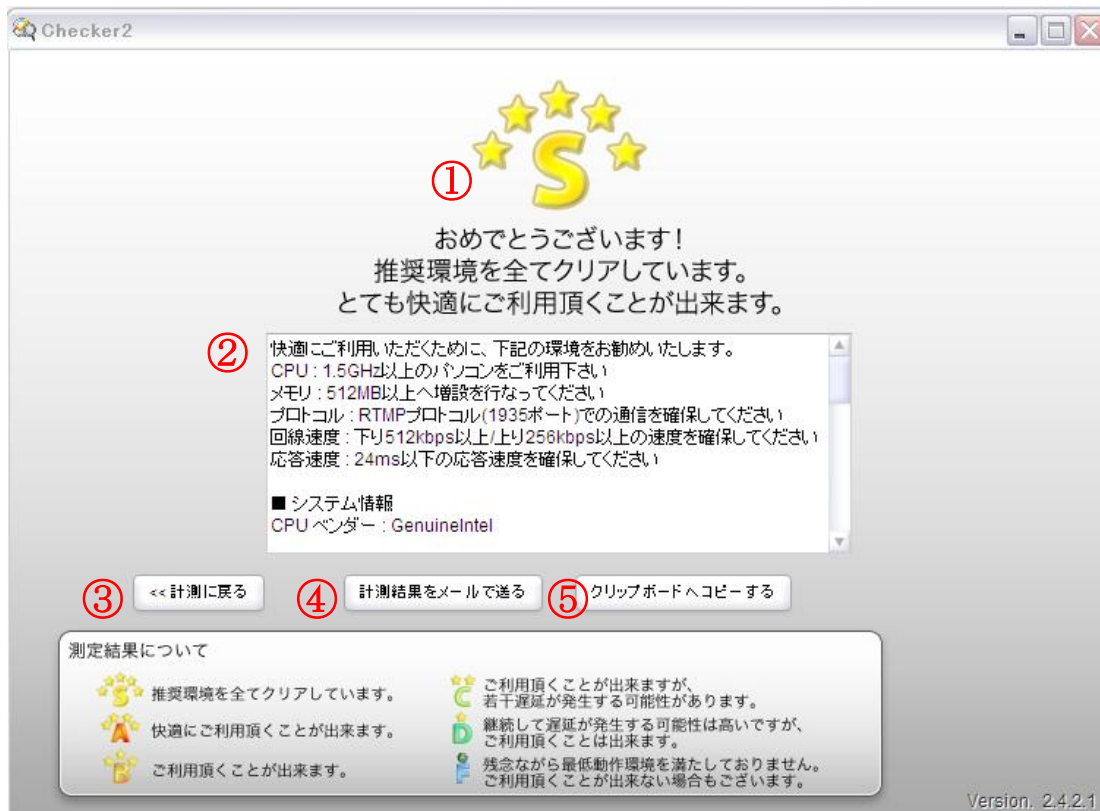 Checker2
①
S
おめでとうございます!
推奨環境を全てクリアしています。
とても快適にご利用頂くことが出来ます。
②
快適にご利用いただくために、下記の環境をお勧めいたします。
CPU : 1.5GHz以上のパソコンをご利用下さい
メモリ : 512MB以上へ増設を行なってください
プロトコル : RTMPプロトコル(1935ポート)での通信を確保してください
回線速度 : 下り512kbps以上/上り256kbps以上の速度を確保してください
応答速度 : 24ms以下の応答速度を確保してください
■ システム情報
CPU ベンダー : GenuineIntel
③ <<計測に戻る ④ 計測結果をメールで送る ⑤ クリップボードへコピーする
測定結果について
S 推奨環境を全てクリアしています。
A 快適にご利用頂くことが出来ます。
B ご利用頂くことが出来ます。
C ご利用頂くことが出来ますが、
若干遅延が発生する可能性があります。
D 継続して遅延が発生する可能性は高いですが、
ご利用頂くことは出来ます。
F 残念ながら最低動作環境を満たしておりません。
ご利用頂くことが出来ない場合もございます。
Version. 2.4.2.1